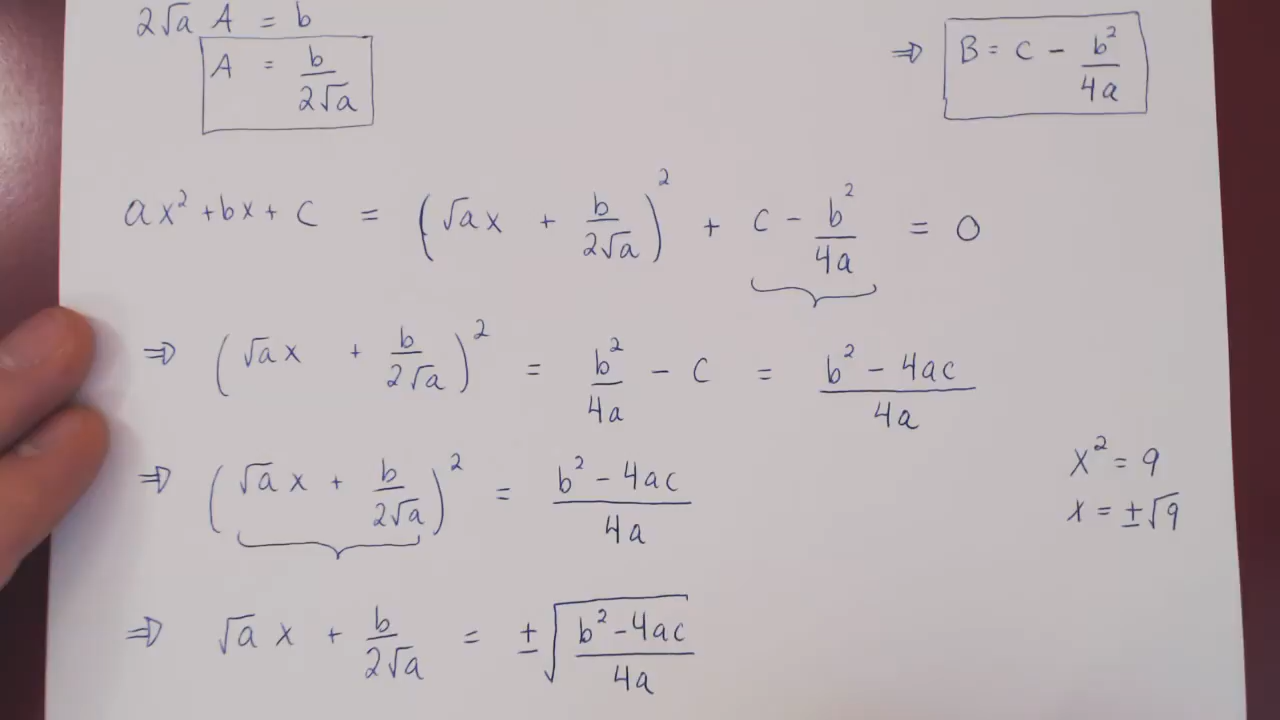 2√a A = b
A = b/2√a
⇒ B = c - b²/4a
ax² + bx + c = (√a x + b/2√a)² + c - b²/4a = 0
⇒ (√a x + b/2√a)² = b²/4a - c = b² - 4ac/4a
⇒ (√a x + b/2√a)² = b² - 4ac/4a
x² = 9
x = ±√9
⇒ √a x + b/2√a = ±√b² - 4ac/4a